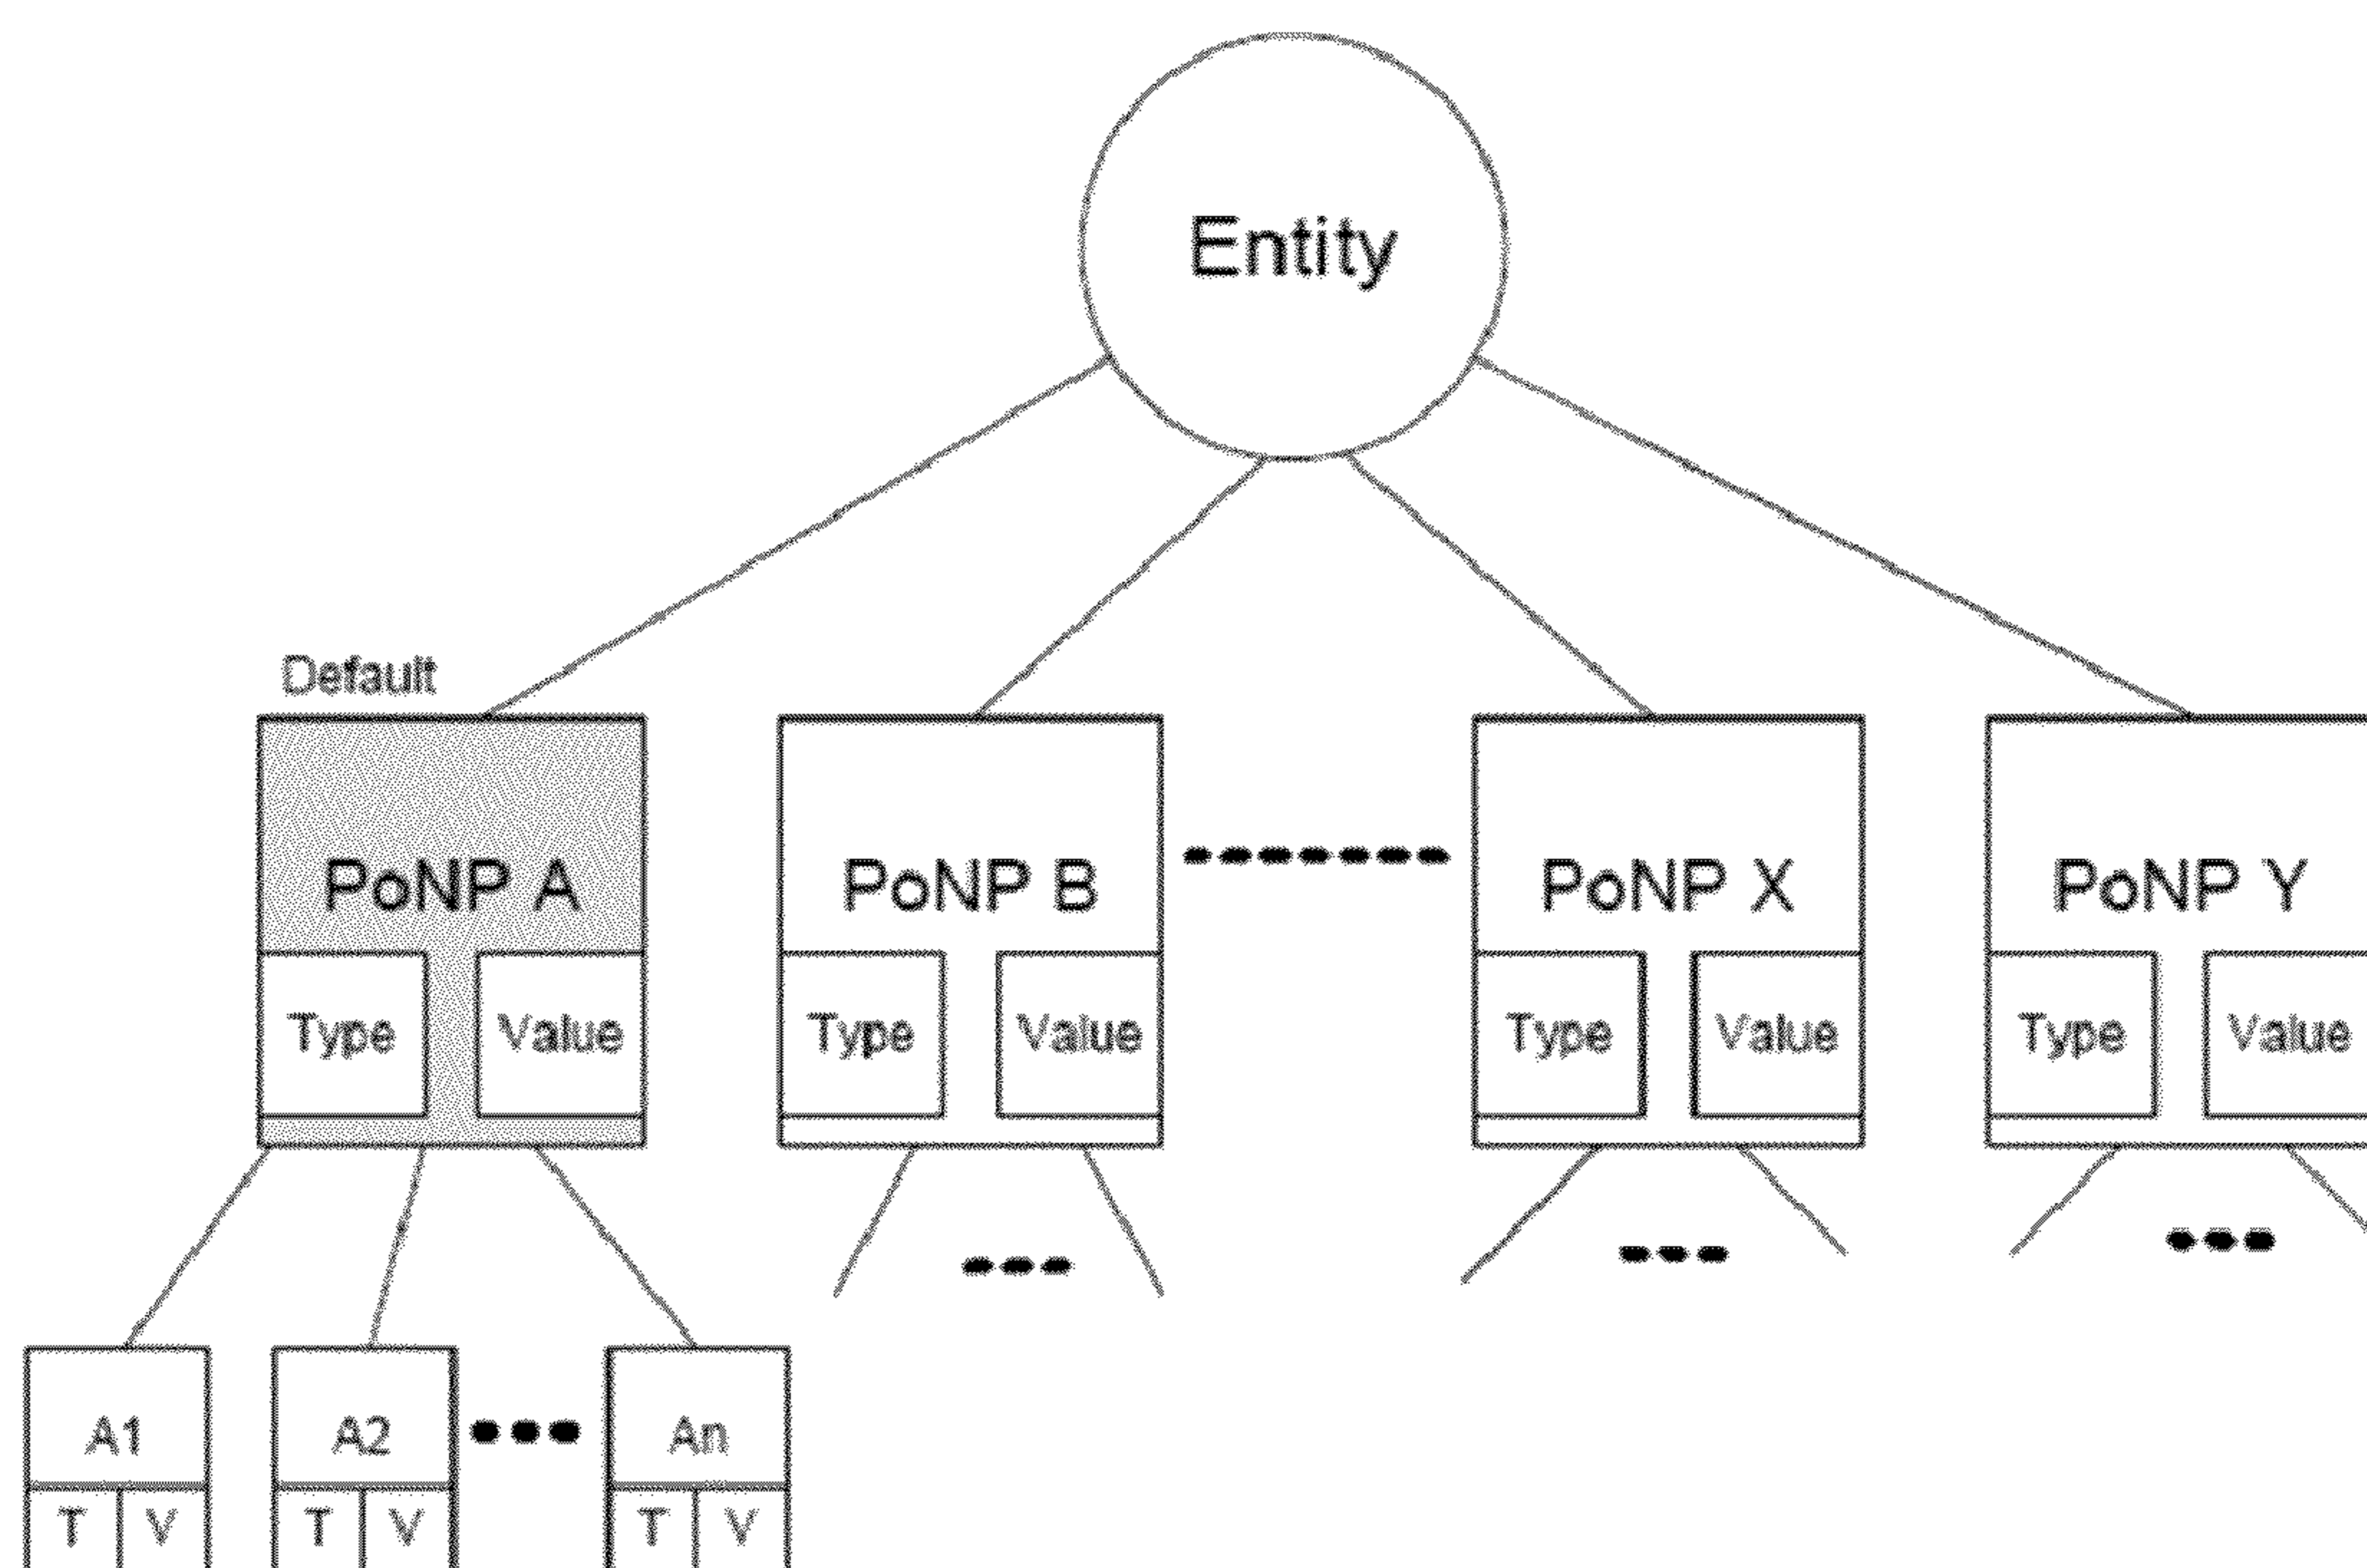 Entity
Default
PoNP A PoNP B PoNP X PoNP Y
Type Value Type Value Type Value Type Value
A1 A2 An
T V T V T V